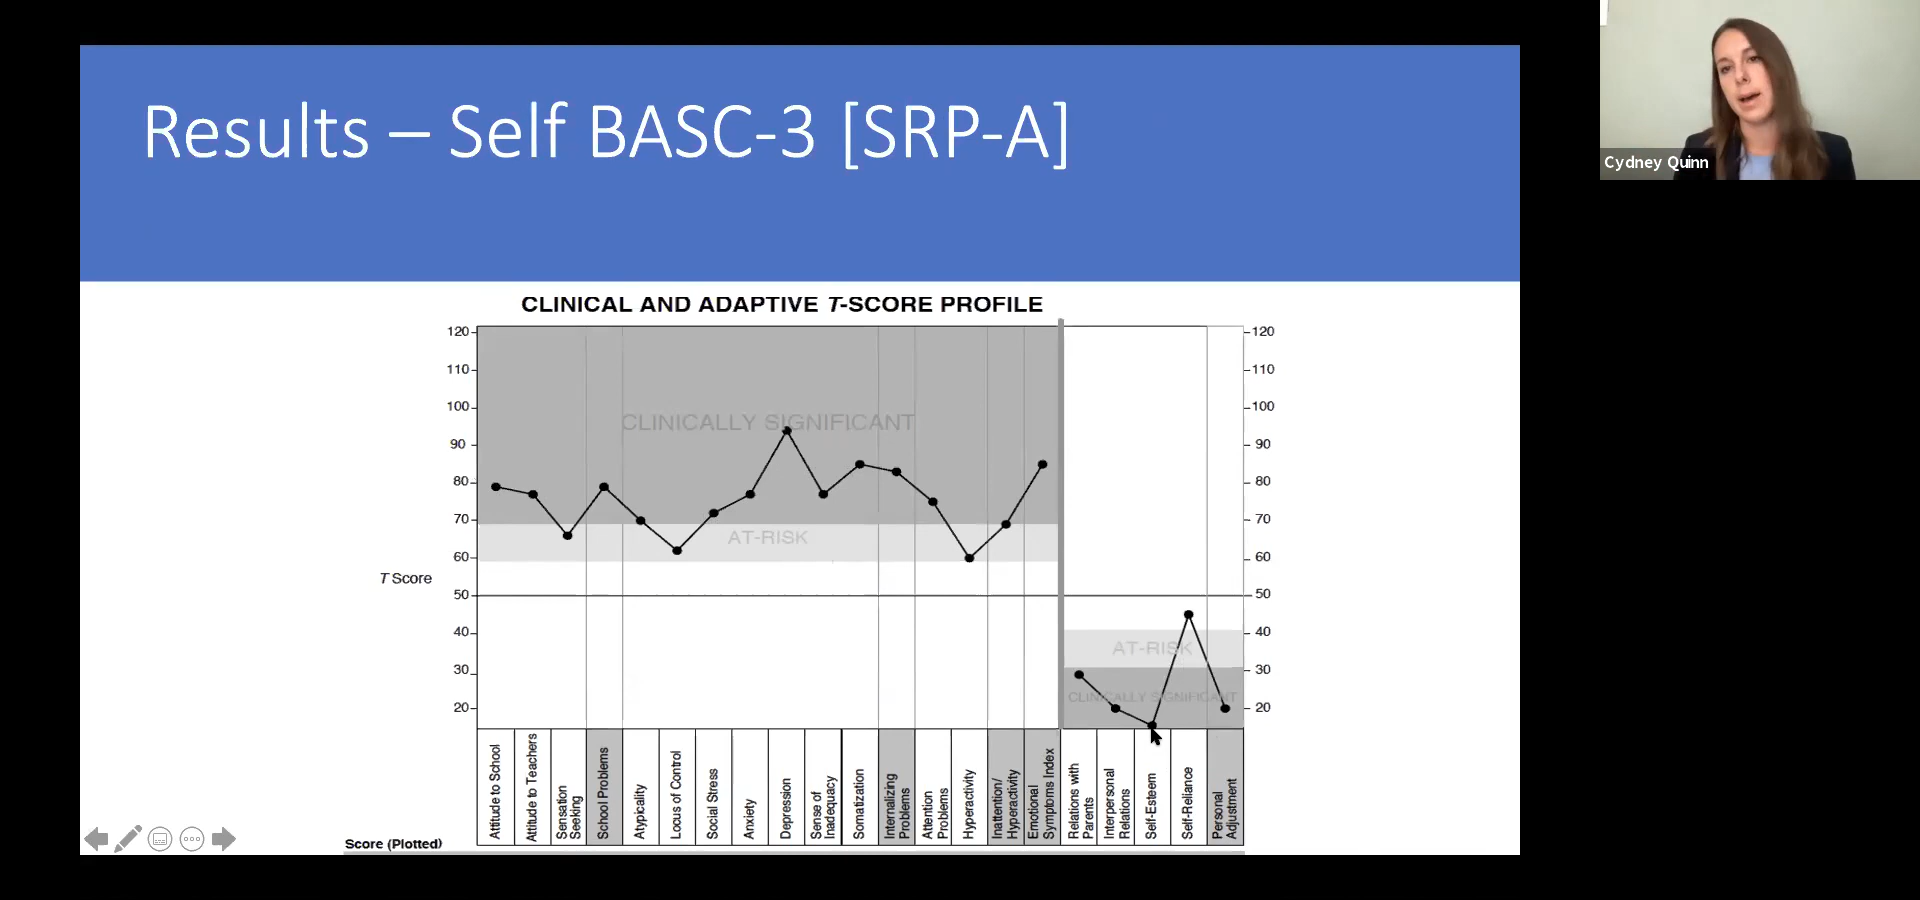 Results – Self BASC-3 [SRP-A]
Cydney Quinn
CLINICAL AND ADAPTIVE T-SCORE PROFILE
120
110
100
90
80
70
60
50
40
30
20
T Score
CLINICALLY SIGNIFICANT
AT-RISK
AT-RISK
CLINICALLY SIGNIFICANT
120
110
100
90
80
70
60
50
40
30
20
Attitude to School
Attitude to Teachers
Sensation
Seeking
School Problems
Atypicality
Locus of Control
Social Stress
Anxiety
Depression
Sense of
Inadequacy
Somatization
Internalizing
Problems
Attention
Problems
Hyperactivity
Inattention/
Hyperactivity
Emotional
Symptoms Index
Relations with
Parents
Interpersonal
Relations
Self-Esteem
Self-Reliance
Personal
Adjustment
Score (Plotted)